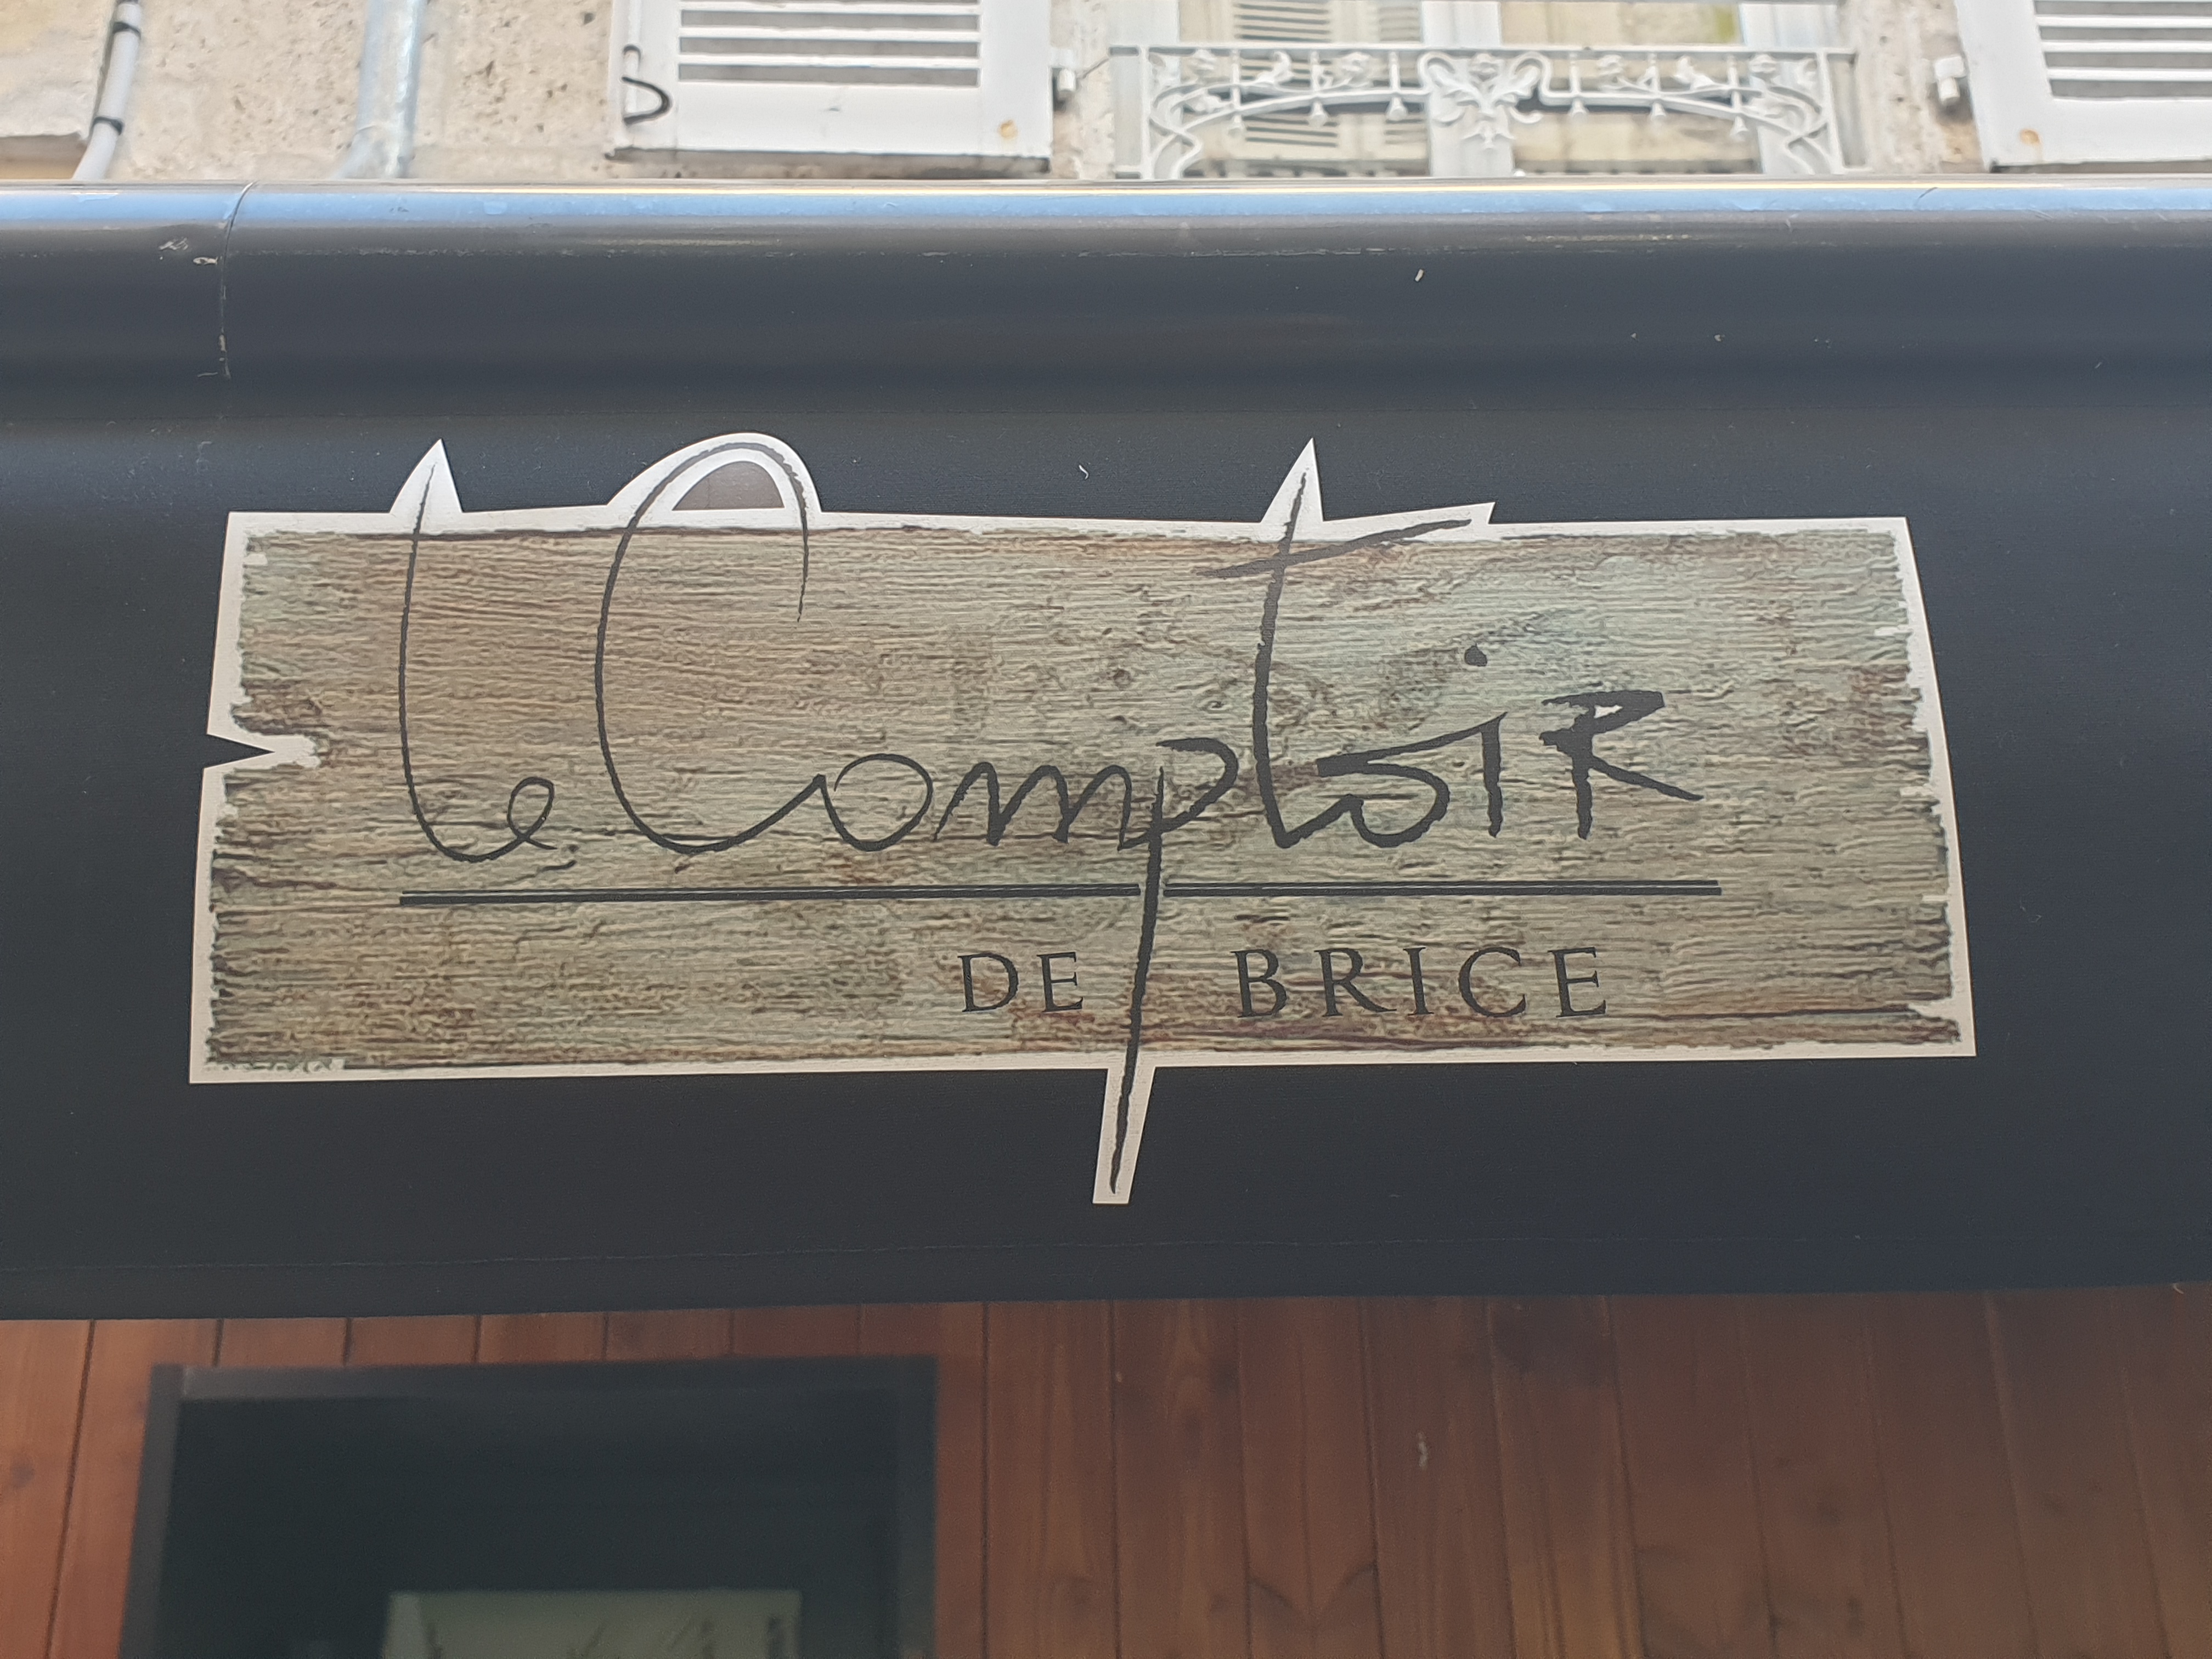 le Comptoir
DE BRICE